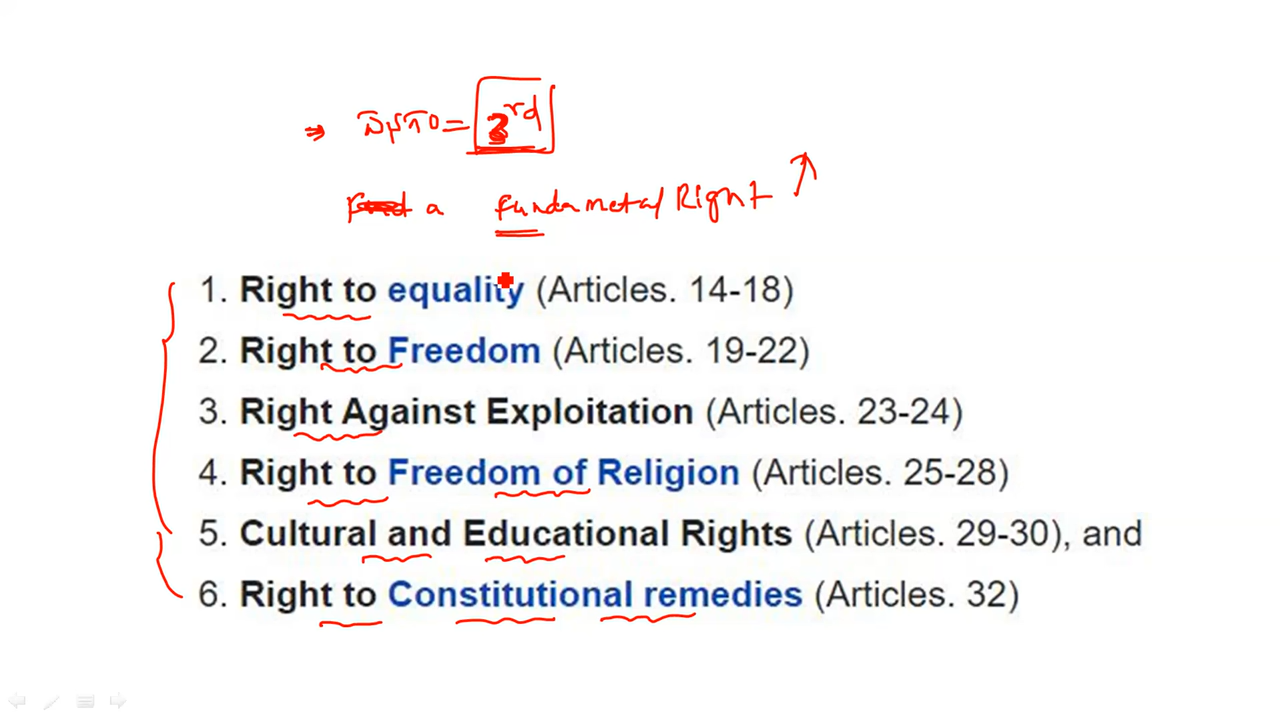 = 3rd
a fundametal Right
1. Right to equality (Articles. 14-18)
2. Right to Freedom (Articles. 19-22)
3. Right Against Exploitation (Articles. 23-24)
4. Right to Freedom of Religion (Articles. 25-28)
5. Cultural and Educational Rights (Articles. 29-30), and
6. Right to Constitutional remedies (Articles. 32)